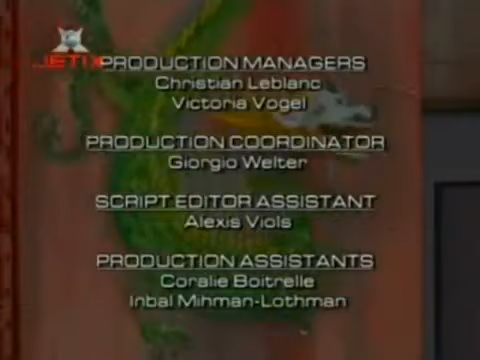 JETIX
PRODUCTION MANAGERS
Christian Leblanc
Victoria Vogel
PRODUCTION COORDINATOR
Giorgio Welter
SCRIPT EDITOR ASSISTANT
Alexis Viols
PRODUCTION ASSISTANTS
Coralie Boitrelle
Inbal Mihman-Lothman